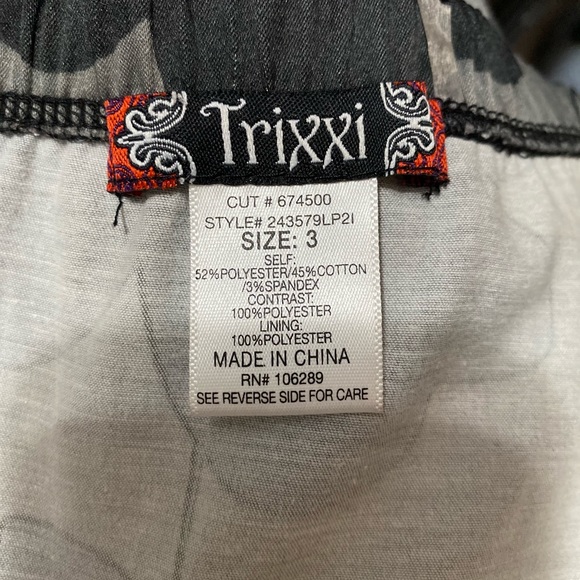 Trixxi
CUT # 674500
STYLE# 243579LP2I
SIZE: 3
SELF:
52%POLYESTER/45%COTTON
/3%SPANDEX
CONTRAST:
100%POLYESTER
LINING:
100%POLYESTER
MADE IN CHINA
RN# 106289
SEE REVERSE SIDE FOR CARE